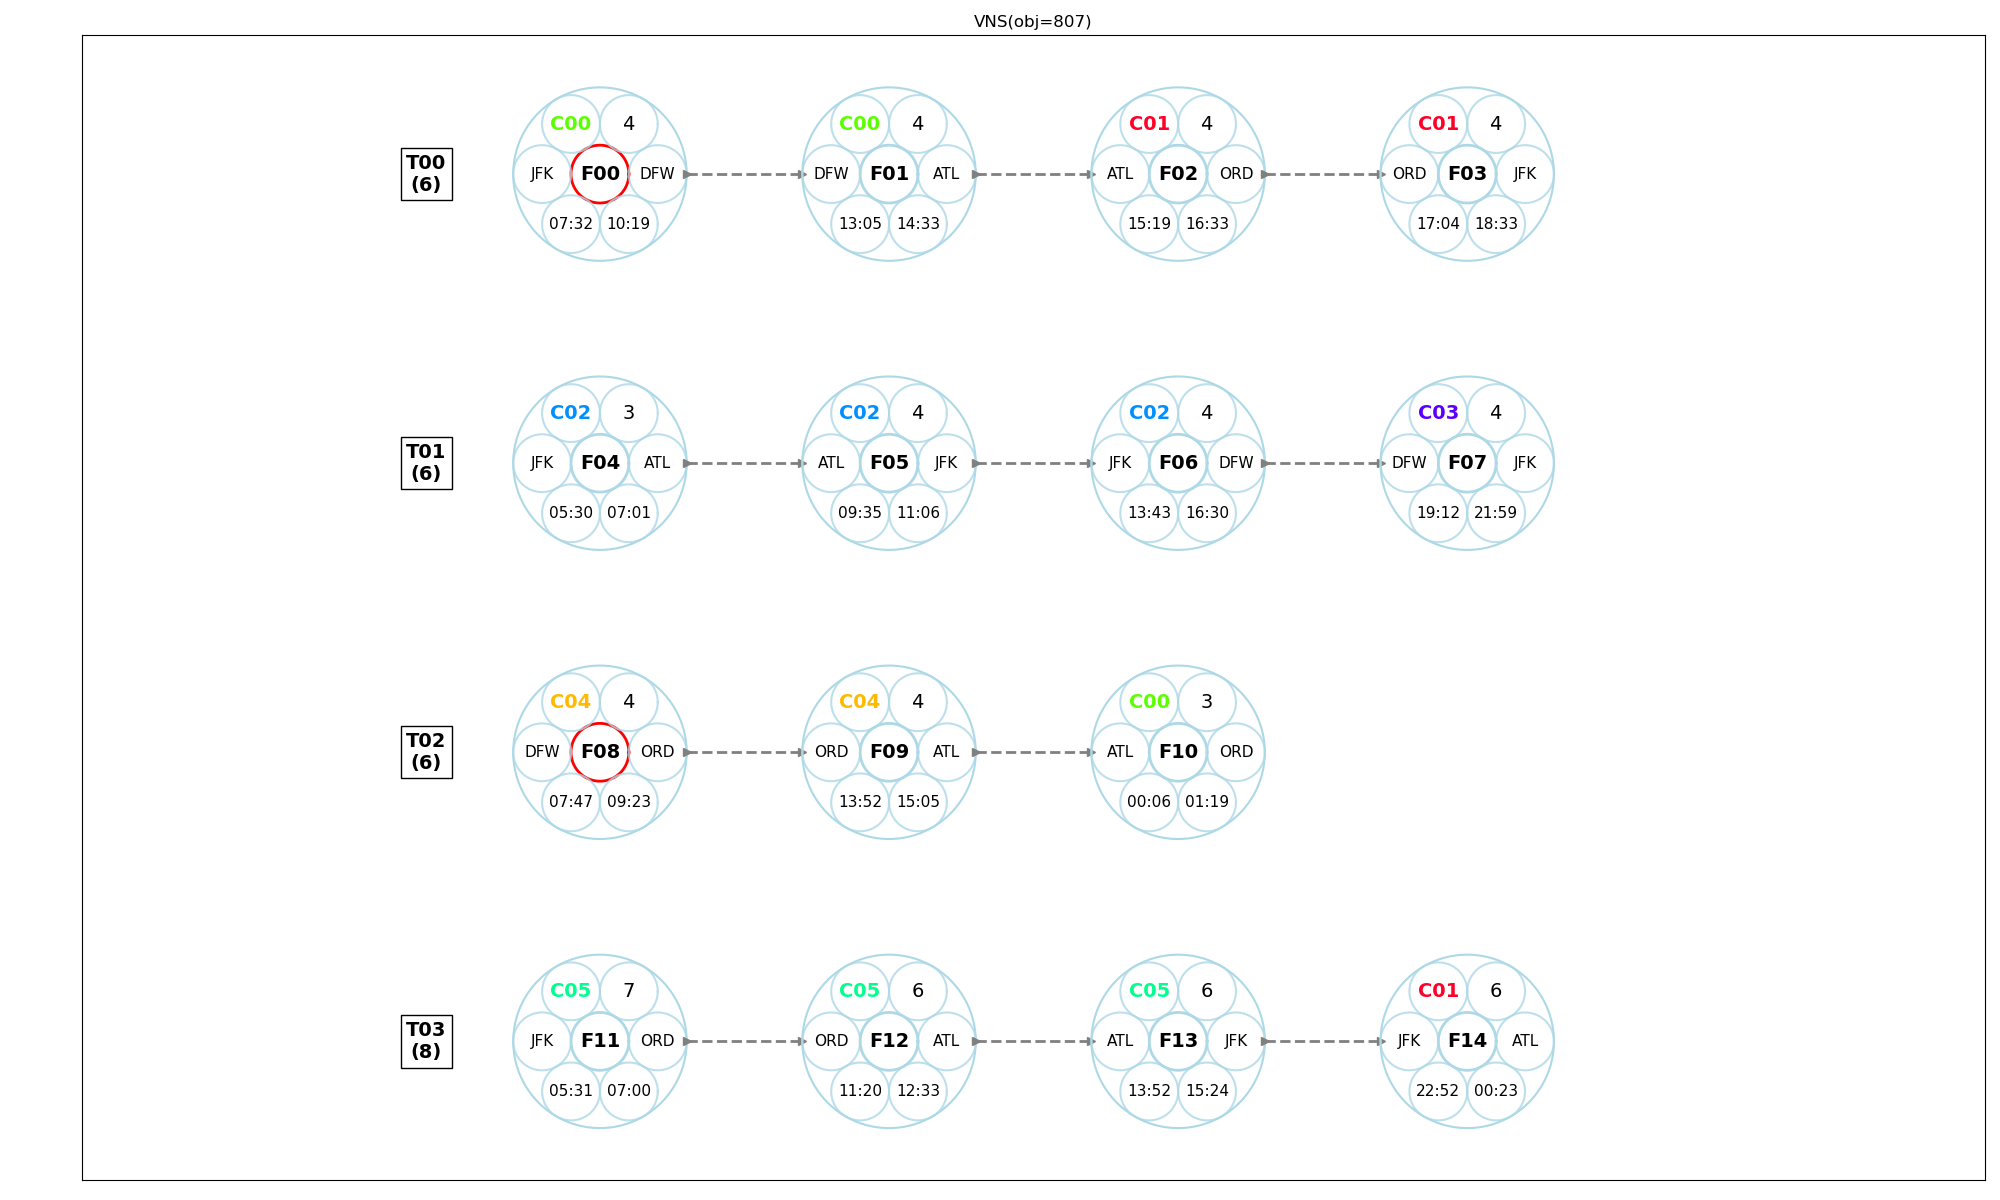 VNS(obj=807)
C00 4 C00 4 C01 4 C01 4
T00
(6)
JFK F00 DFW DFW F01 ATL ATL F02 ORD ORD F03 JFK
07:32 10:19 13:05 14:33 15:19 16:33 17:04 18:33
C02 3 C02 4 C02 4 C03 4
T01
(6)
JFK F04 ATL ATL F05 JFK JFK F06 DFW DFW F07 JFK
05:30 07:01 09:35 11:06 13:43 16:30 19:12 21:59
C04 4 C04 4 C00 3
T02
(6)
DFW F08 ORD ORD F09 ATL ATL F10 ORD
07:47 09:23 13:52 15:05 00:06 01:19
C05 7 C05 6 C05 6 C01 6
T03
(8)
JFK F11 ORD ORD F12 ATL ATL F13 JFK JFK F14 ATL
05:31 07:00 11:20 12:33 13:52 15:24 22:52 00:23